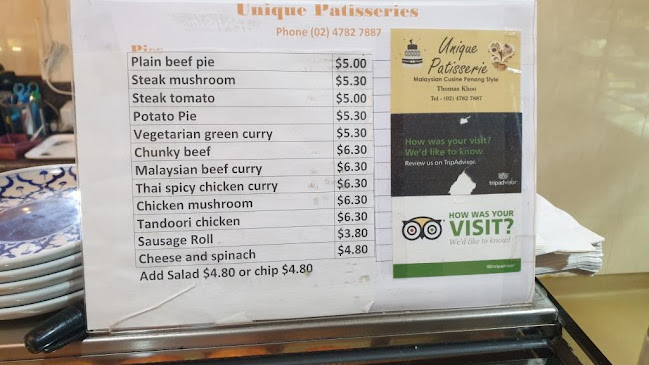 Unique Patisseries
Phone (02) 4782 7887
Pies
Plain beef pie $5.00
Steak mushroom $5.30
Steak tomato $5.00
Potato Pie $5.30
Vegetarian green curry $5.30
Chunky beef $6.30
Malaysian beef curry $6.30
Thai spicy chicken curry $6.30
Chicken mushroom $6.30
Tandoori chicken $6.30
Sausage Roll $3.80
Cheese and spinach $4.80
Add Salad $4.80 or chip $4.80
Unique
Patisserie
Malaysian Cusine Penang Style
Thomas Khoo
Tel - (02) 4782 7887
How was your visit?
We'd like to know.
Review us on TripAdvisor.
tripadvisor
HOW WAS YOUR
VISIT?
We'd like to know!
tripadvisor